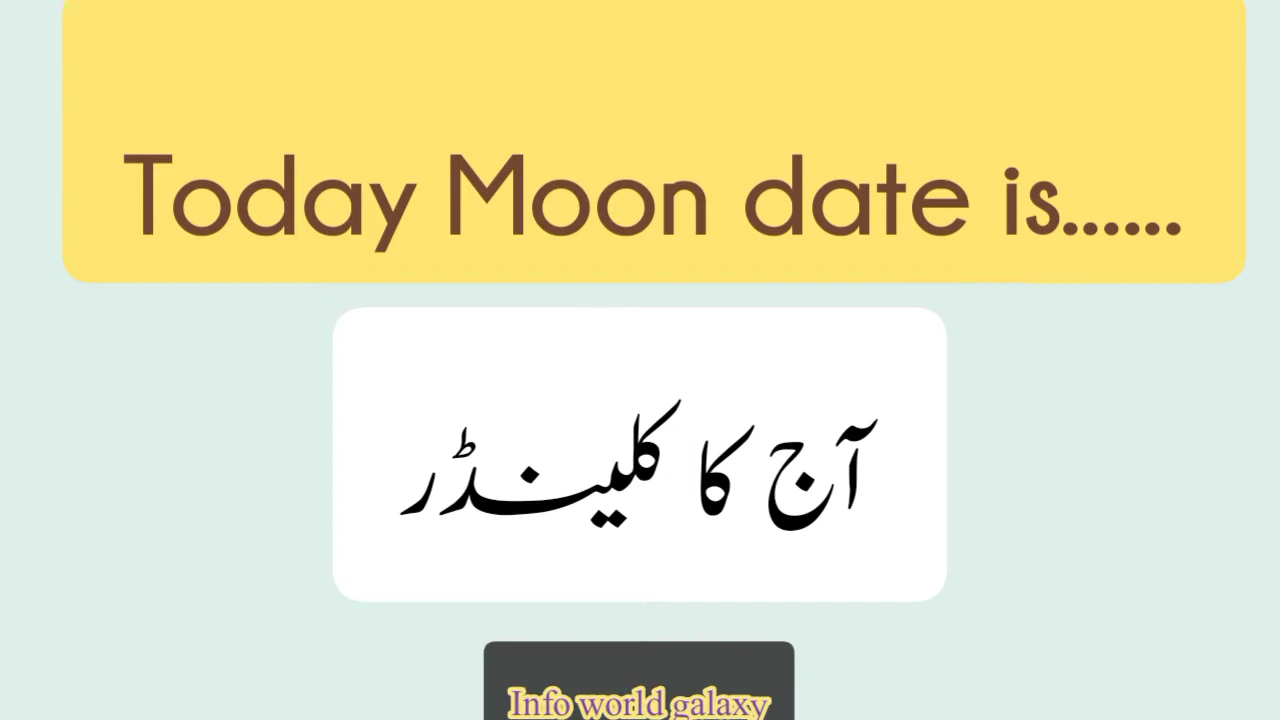 Today Moon date is......
آج کا کلینڈر
Info world galaxy